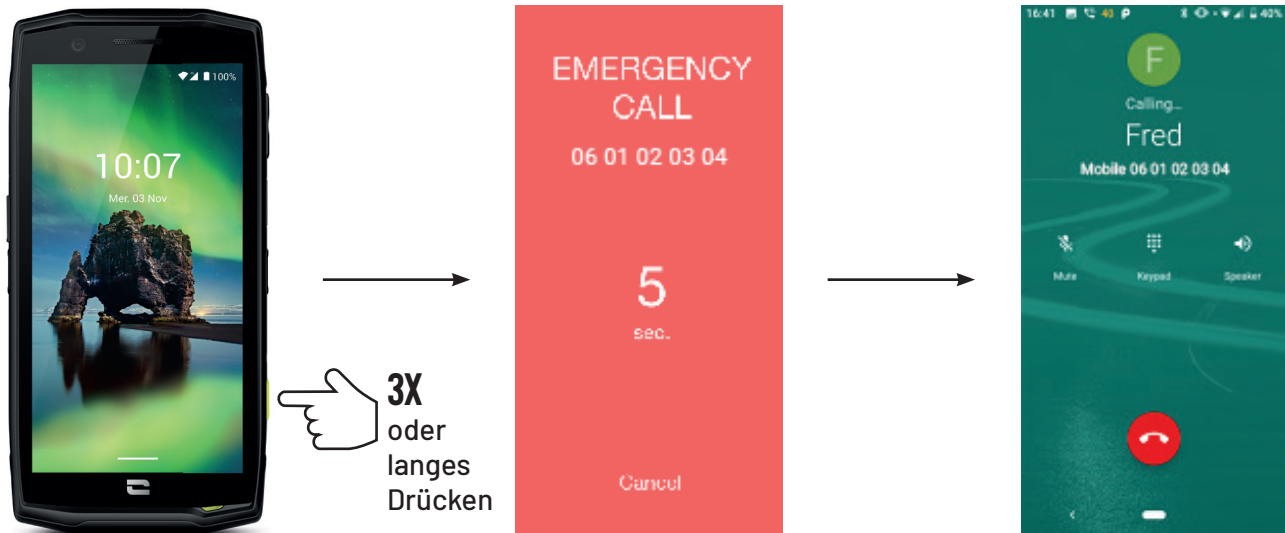 100%
10:07
Mer. 03 Nov
3X
oder
langes
Drücken
EMERGENCY
CALL
06 01 02 03 04
5
sec.
Cancel
16:41 40 P 40%
F
Calling...
Fred
Mobile 06 01 02 03 04
Mute Keypad Speaker